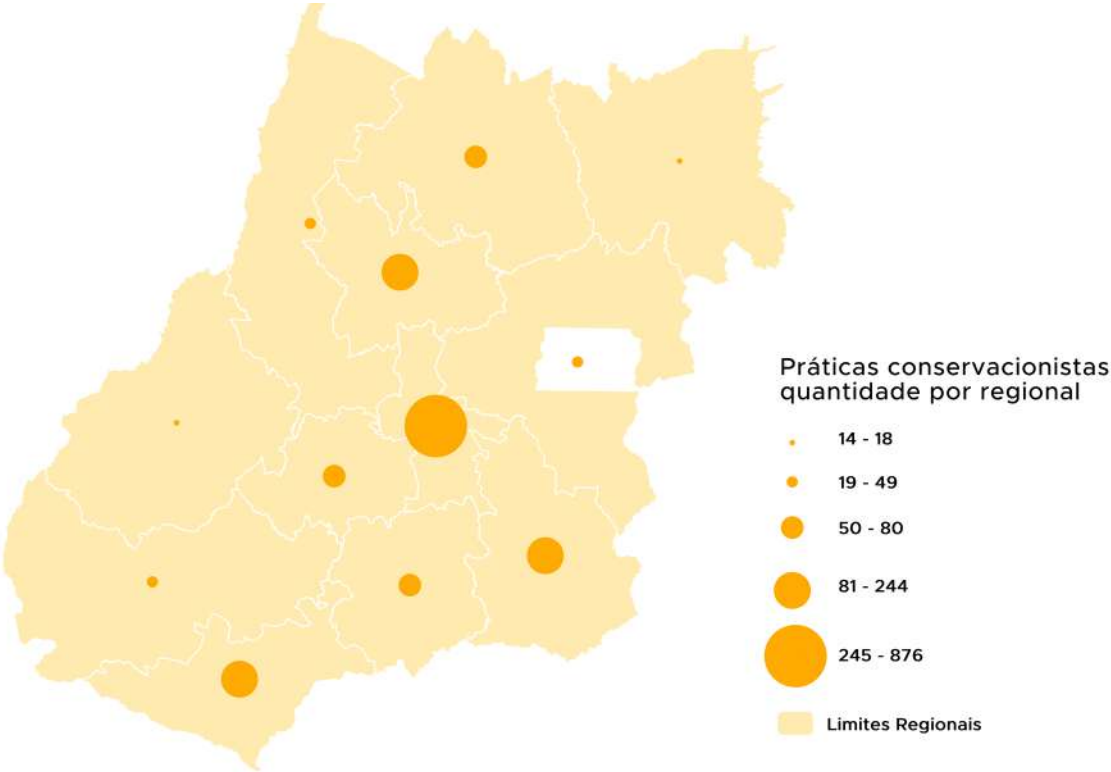 Práticas conservacionistas
quantidade por regional
14 - 18
19 - 49
50 - 80
81 - 244
245 - 876
Limites Regionais